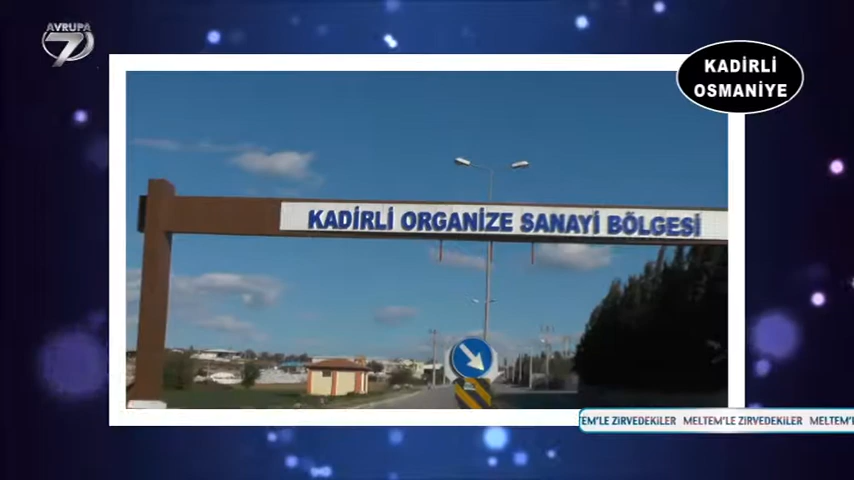 AVRUPA
7
KADİRLİ
OSMANİYE
KADİRLİ ORGANİZE SANAYİ BÖLGESİ
TEM'LE ZİRVEDEKİLER MELTEM'LE ZİRVEDEKİLER MELTEM'